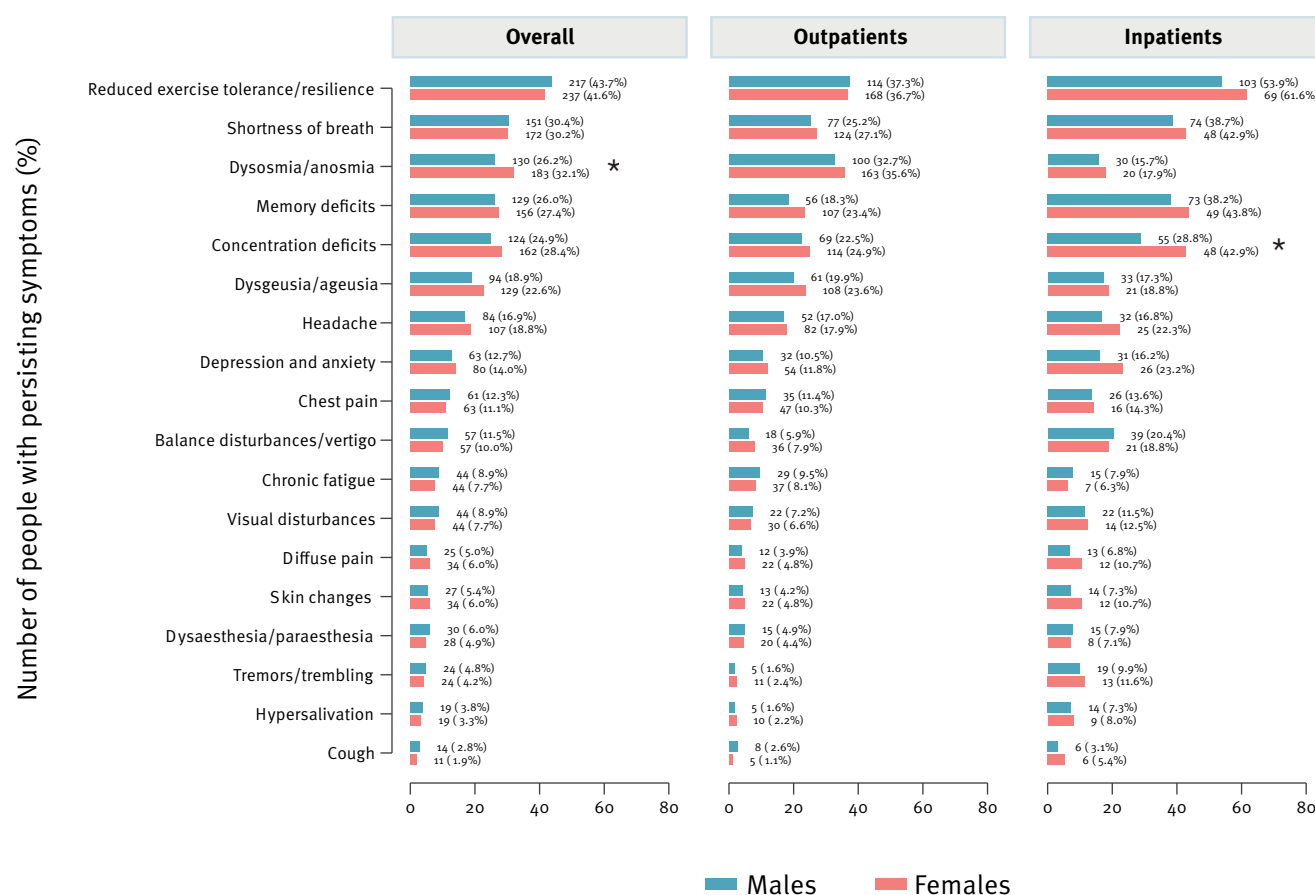 Overall Outpatients Inpatients
Number of people with persisting symptoms (%)
Reduced exercise tolerance/resilience 217 (43.7%) 114 (37.3%) 103 (53.9%)
237 (41.6%) 168 (36.7%) 69 (61.6%
Shortness of breath 151 (30.4%) 77 (25.2%) 74 (38.7%)
172 (30.2%) 124 (27.1%) 48 (42.9%)
Dysosmia/anosmia 130 (26.2%) * 100 (32.7%) 30 (15.7%)
183 (32.1%) 163 (35.6%) 20 (17.9%)
Memory deficits 129 (26.0%) 56 (18.3%) 73 (38.2%)
156 (27.4%) 107 (23.4%) 49 (43.8%)
Concentration deficits 124 (24.9%) 69 (22.5%) 55 (28.8%) *
162 (28.4%) 114 (24.9%) 48 (42.9%)
Dysgeusia/ageusia 94 (18.9%) 61 (19.9%) 33 (17.3%)
129 (22.6%) 108 (23.6%) 21 (18.8%)
Headache 84 (16.9%) 52 (17.0%) 32 (16.8%)
107 (18.8%) 82 (17.9%) 25 (22.3%)
Depression and anxiety 63 (12.7%) 32 (10.5%) 31 (16.2%)
80 (14.0%) 54 (11.8%) 26 (23.2%)
Chest pain 61 (12.3%) 35 (11.4%) 26 (13.6%)
63 (11.1%) 47 (10.3%) 16 (14.3%)
Balance disturbances/vertigo 57 (11.5%) 18 (5.9%) 39 (20.4%)
57 (10.0%) 36 (7.9%) 21 (18.8%)
Chronic fatigue 44 (8.9%) 29 (9.5%) 15 (7.9%)
44 (7.7%) 37 (8.1%) 7 (6.3%)
Visual disturbances 44 (8.9%) 22 (7.2%) 22 (11.5%)
44 (7.7%) 30 (6.6%) 14 (12.5%)
Diffuse pain 25 ( 5.0%) 12 ( 3.9%) 13 ( 6.8%)
34 ( 6.0%) 22 ( 4.8%) 12 (10.7%)
Skin changes 27 ( 5.4%) 13 ( 4.2%) 14 ( 7.3%)
34 ( 6.0%) 22 ( 4.8%) 12 (10.7%)
Dysaesthesia/paraesthesia 30 ( 6.0%) 15 ( 4.9%) 15 ( 7.9%)
28 ( 4.9%) 20 ( 4.4%) 8 ( 7.1%)
Tremors/trembling 24 ( 4.8%) 5 ( 1.6%) 19 ( 9.9%)
24 ( 4.2%) 11 ( 2.4%) 13 ( 11.6%)
Hypersalivation 19 ( 3.8%) 5 ( 1.6%) 14 ( 7.3%)
19 ( 3.3%) 10 ( 2.2%) 9 ( 8.0%)
Cough 14 ( 2.8%) 8 ( 2.6%) 6 ( 3.1%)
11 ( 1.9%) 5 ( 1.1%) 6 ( 5.4%)
0 20 40 60 80 0 20 40 60 80 0 20 40 60 80
Males Females